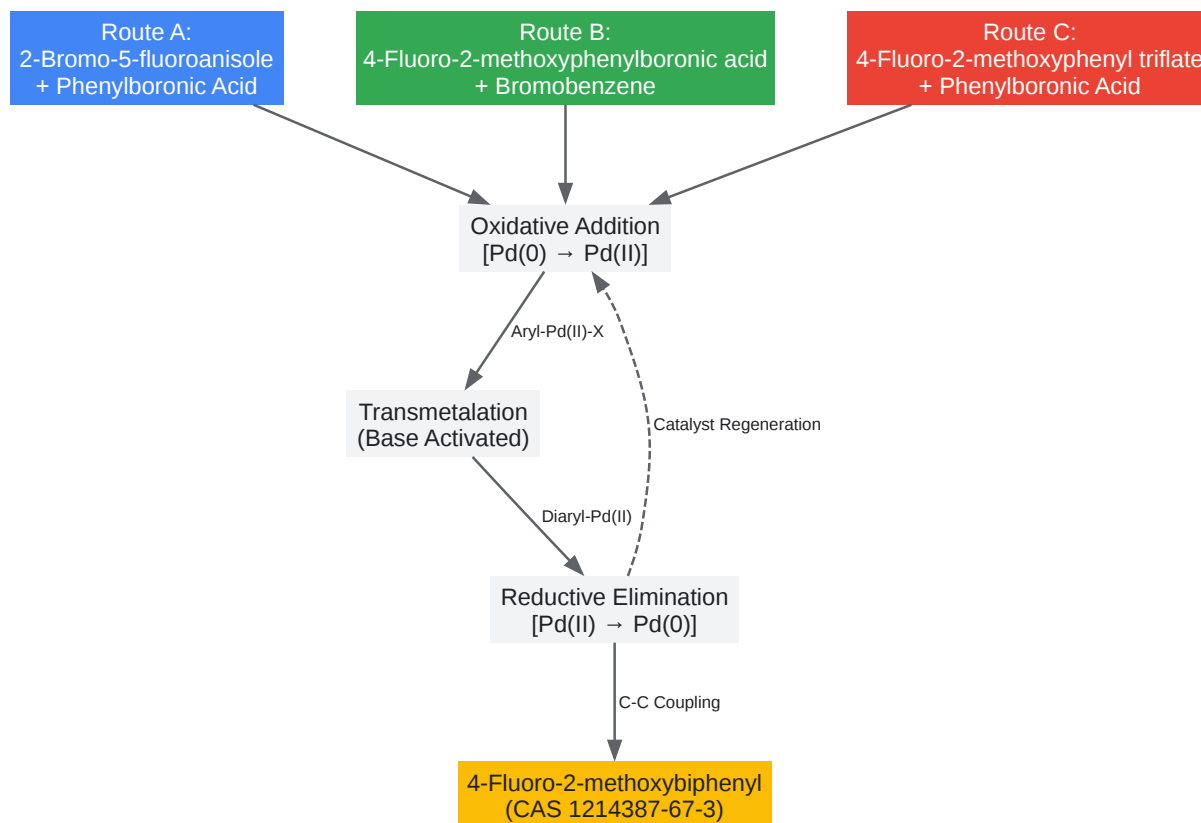 Route A:
2-Bromo-5-fluoroanisole
+ Phenylboronic Acid
Route B:
4-Fluoro-2-methoxyphenylboronic acid
+ Bromobenzene
Route C:
4-Fluoro-2-methoxyphenyl triflate
+ Phenylboronic Acid
Oxidative Addition
[Pd(0) → Pd(II)]
Aryl-Pd(II)-X
Transmetalation
(Base Activated)
Catalyst Regeneration
Diaryl-Pd(II)
Reductive Elimination
[Pd(II) → Pd(0)]
C-C Coupling
4-Fluoro-2-methoxybiphenyl
(CAS 1214387-67-3)